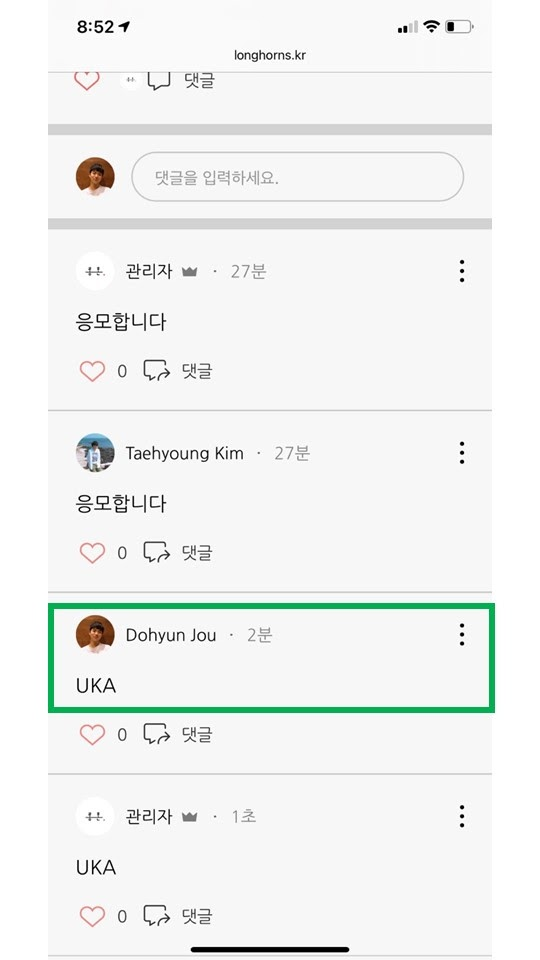 8:52
longhorns.kr
댓글
댓글을 입력하세요.
관리자 · 27분
응모합니다
0 댓글
Taehyoung Kim · 27분
응모합니다
0 댓글
Dohyun Jou · 2분
UKA
0 댓글
관리자 · 1초
UKA
0 댓글